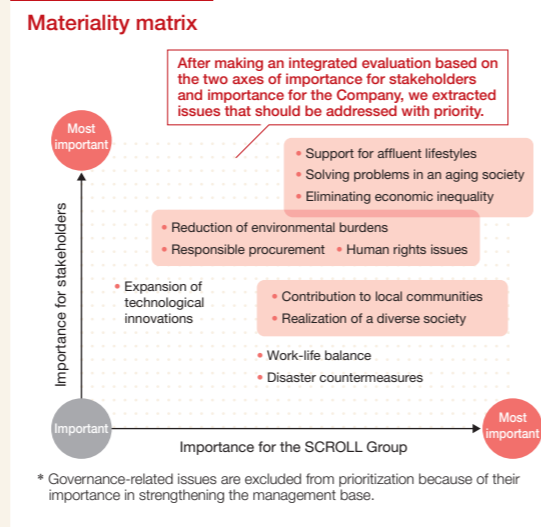 Materiality matrix
After making an integrated evaluation based on
the two axes of importance for stakeholders
and importance for the Company, we extracted
issues that should be addressed with priority.
Most
important
• Support for affluent lifestyles
• Solving problems in an aging society
• Eliminating economic inequality
• Reduction of environmental burdens
• Responsible procurement • Human rights issues
Importance for stakeholders
• Expansion of
technological
innovations
• Contribution to local communities
• Realization of a diverse society
• Work-life balance
• Disaster countermeasures
Important
Most
important
Importance for the SCROLL Group
* Governance-related issues are excluded from prioritization because of their
importance in strengthening the management base.